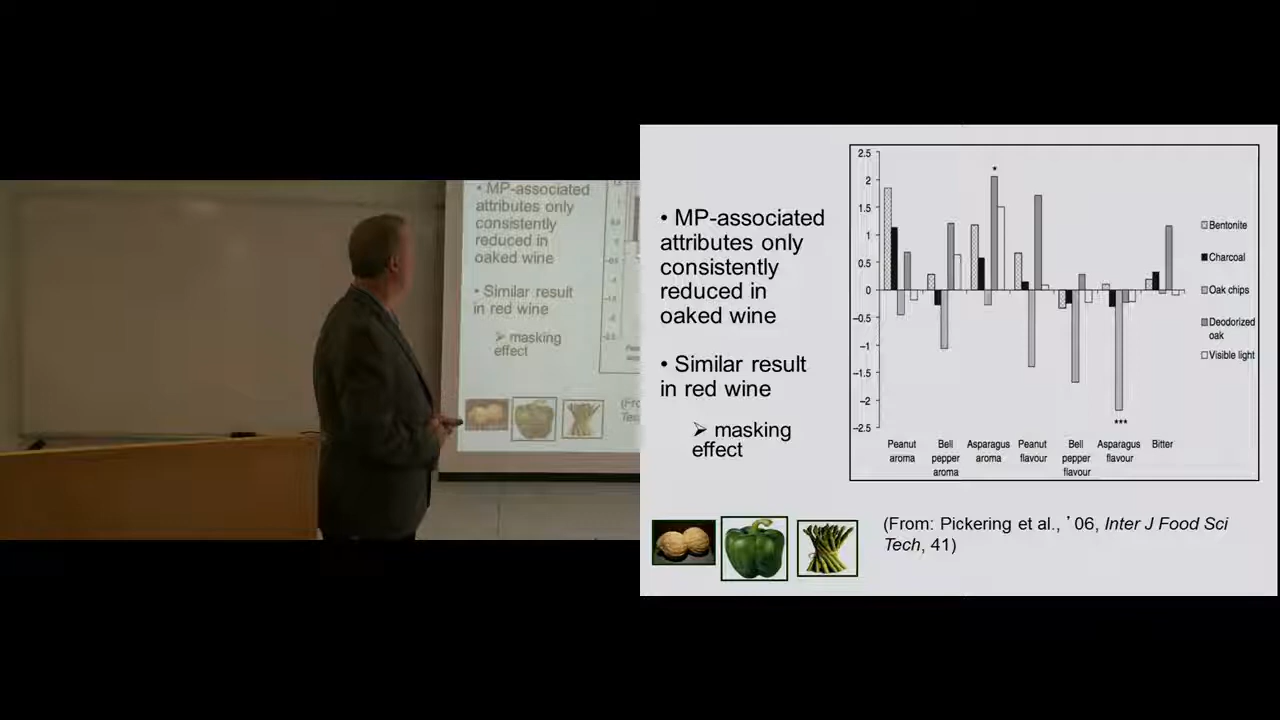 • MP-associated
attributes only
consistently
reduced in
oaked wine
• Similar result
in red wine
➢ masking
effect
• MP-associated
attributes only
consistently
reduced in
oaked wine
• Similar result
in red wine
➢ masking
effect
2.5
2
1.5
1
0.5
0
−0.5
−1
−1.5
−2
−2.5
*
***
Peanut
aroma
Bell
pepper
aroma
Asparagus
aroma
Peanut
flavour
Bell
pepper
flavour
Asparagus
flavour
Bitter
Bentonite
Charcoal
Oak chips
Deodorized
oak
Visible light
(From: Pickering et al., ’06, Inter J Food Sci
Tech, 41)